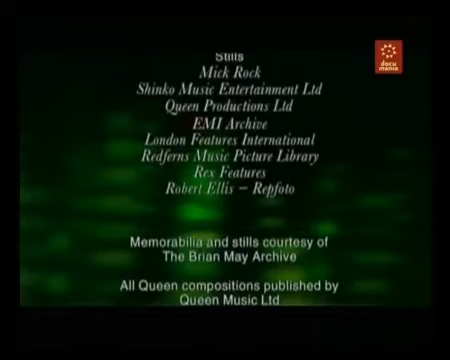 Stills
docu
mania
Mick Rock
Shinko Music Entertainment Ltd
Queen Productions Ltd
EMI Archive
London Features International
Redferns Music Picture Library
Rex Features
Robert Ellis – Repfoto
Memorabilia and stills courtesy of
The Brian May Archive
All Queen compositions published by
Queen Music Ltd